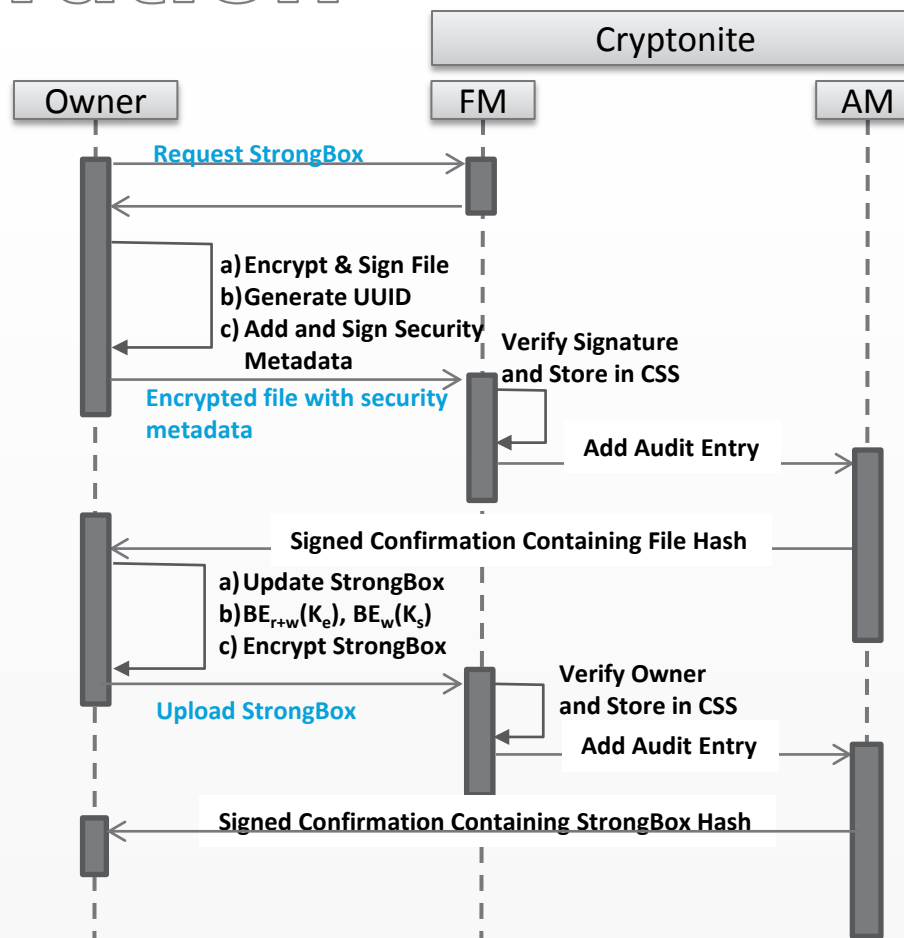 Cryptonite
Owner
FM
AM
Request StrongBox
a) Encrypt & Sign File
b) Generate UUID
c) Add and Sign Security
Metadata
Verify Signature
and Store in CSS
Encrypted file with security
metadata
Add Audit Entry
Signed Confirmation Containing File Hash
a) Update StrongBox
b) BEr+w(Ke), BEw(Ks)
c) Encrypt StrongBox
Verify Owner
and Store in CSS
Upload StrongBox
Add Audit Entry
Signed Confirmation Containing StrongBox Hash